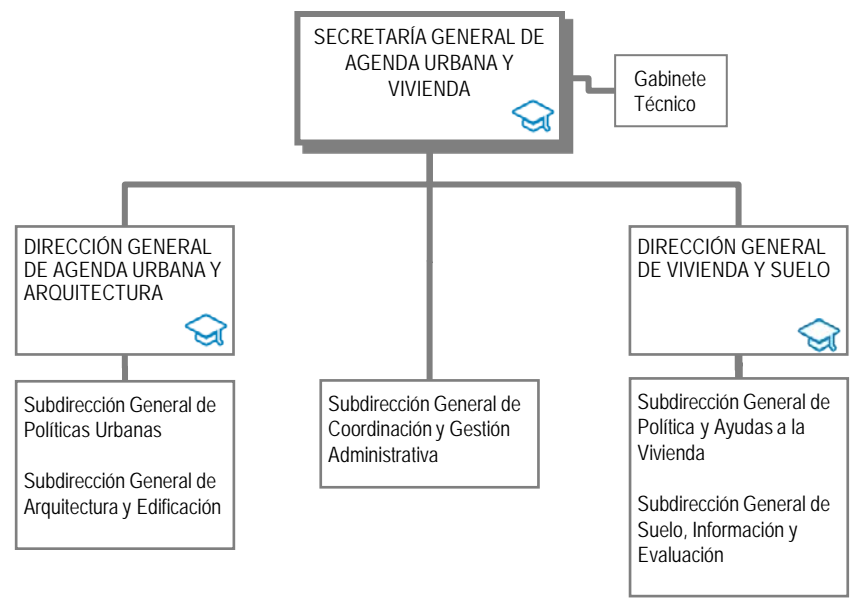 SECRETARÍA GENERAL DE
AGENDA URBANA Y
VIVIENDA
Gabinete
Técnico
DIRECCIÓN GENERAL
DE AGENDA URBANA Y
ARQUITECTURA
DIRECCIÓN GENERAL
DE VIVIENDA Y SUELO
Subdirección General de
Políticas Urbanas
Subdirección General de
Arquitectura y Edificación
Subdirección General de
Coordinación y Gestión
Administrativa
Subdirección General de
Política y Ayudas a la
Vivienda
Subdirección General de
Suelo, Información y
Evaluación